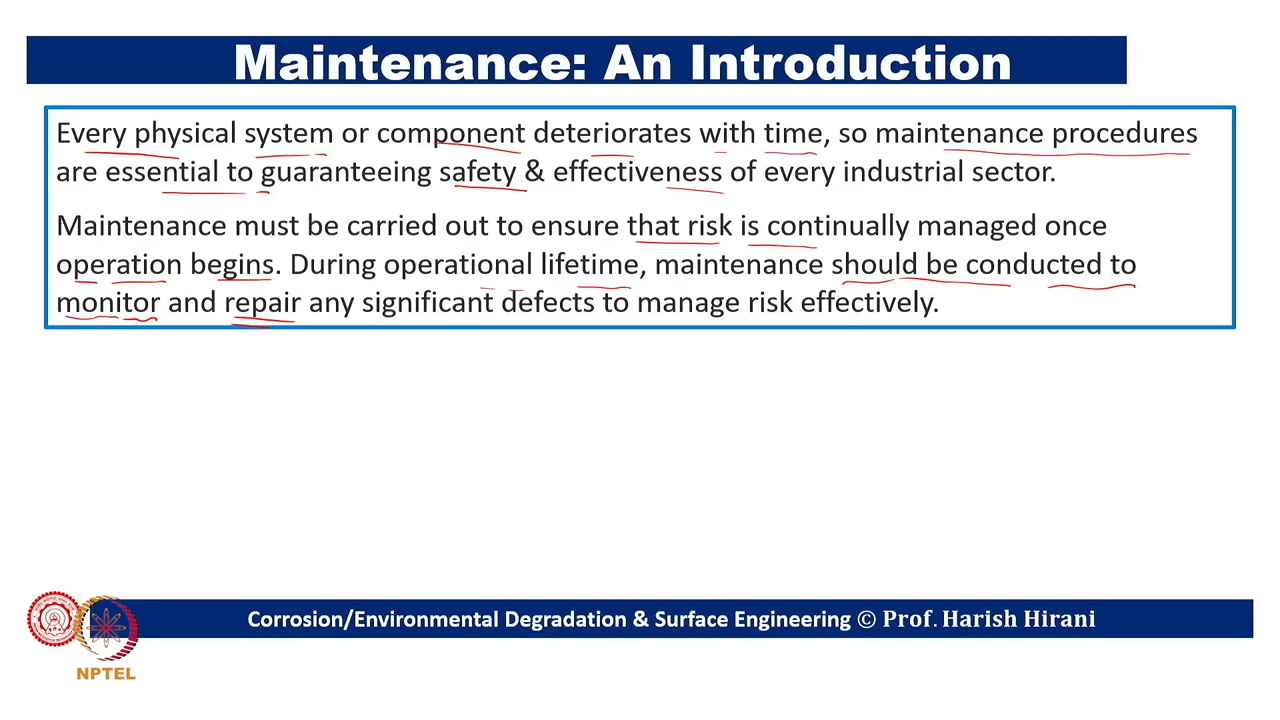 Maintenance: An Introduction
Every physical system or component deteriorates with time, so maintenance procedures
are essential to guaranteeing safety & effectiveness of every industrial sector.
Maintenance must be carried out to ensure that risk is continually managed once
operation begins. During operational lifetime, maintenance should be conducted to
monitor and repair any significant defects to manage risk effectively.
Corrosion/Environmental Degradation & Surface Engineering © Prof. Harish Hirani
NPTEL